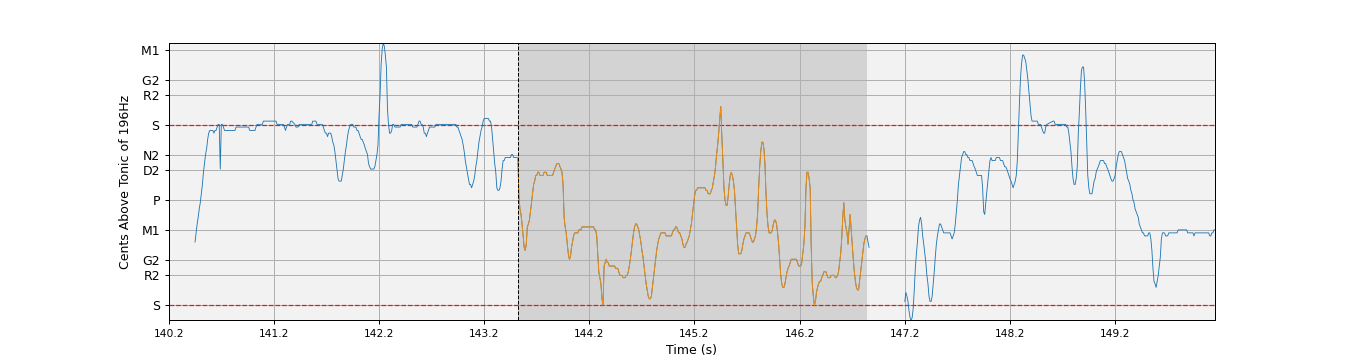 M1
G2
R2
S
N2
D2
P
M1
G2
R2
S
Cents Above Tonic of 196Hz
140.2 141.2 142.2 143.2 144.2 145.2 146.2 147.2 148.2 149.2
Time (s)